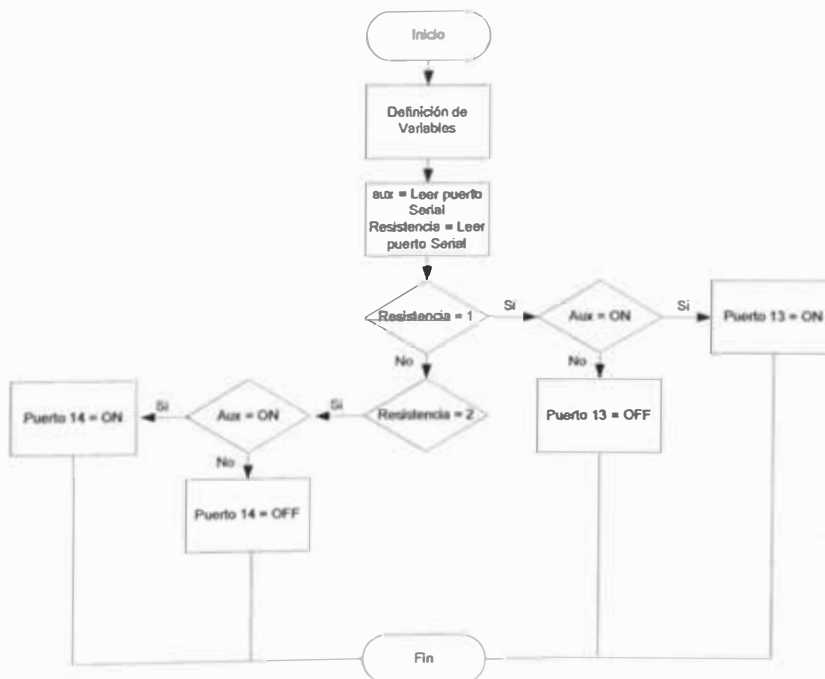 Inicio
Definición de
Variables
aux = Leer puerto
Serial
Resistencia = Leer
puerto Serial
Resistencia = 1
Si
Aux = ON
Si
Puerto 13 = ON
No
No
Puerto 14 = ON
Si
Aux = ON
Si
Resistencia = 2
Puerto 13 = OFF
No
Puerto 14 = OFF
Fin